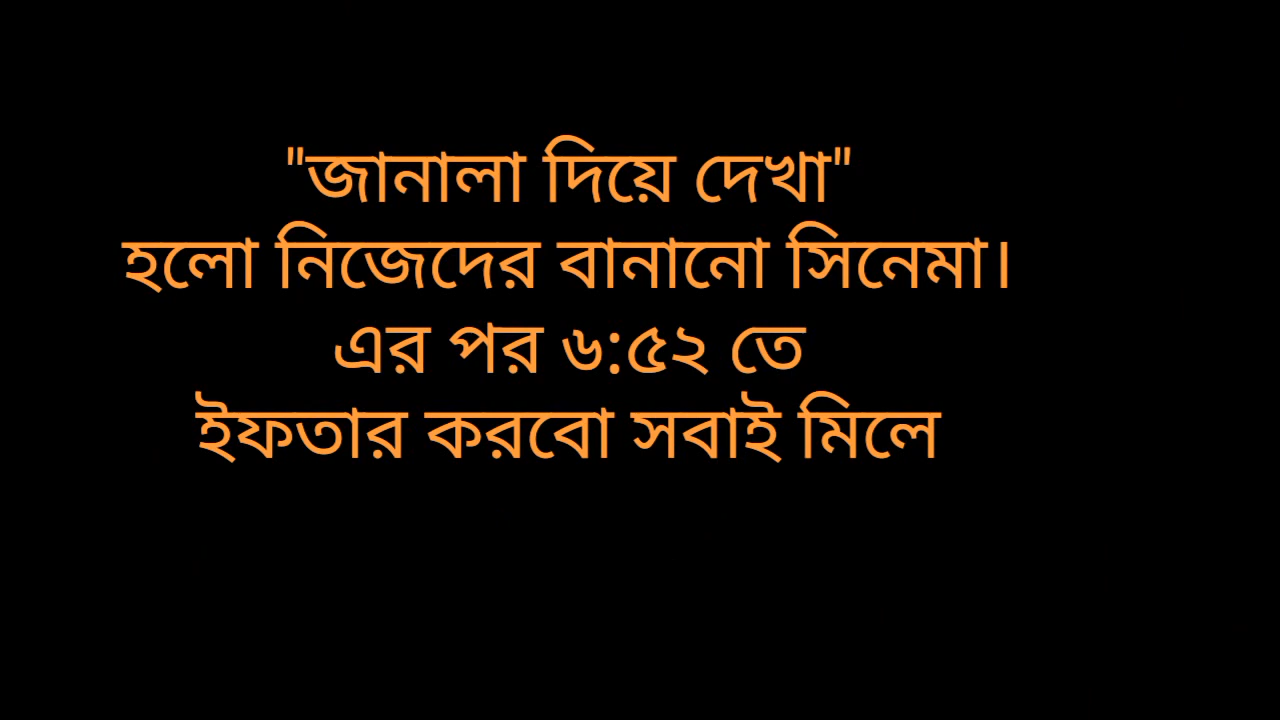 "জানালা দিয়ে দেখা"
হলো নিজেদের বানানো সিনেমা।
এর পর ৬:৫২ তে
ইফতার করবো সবাই মিলে